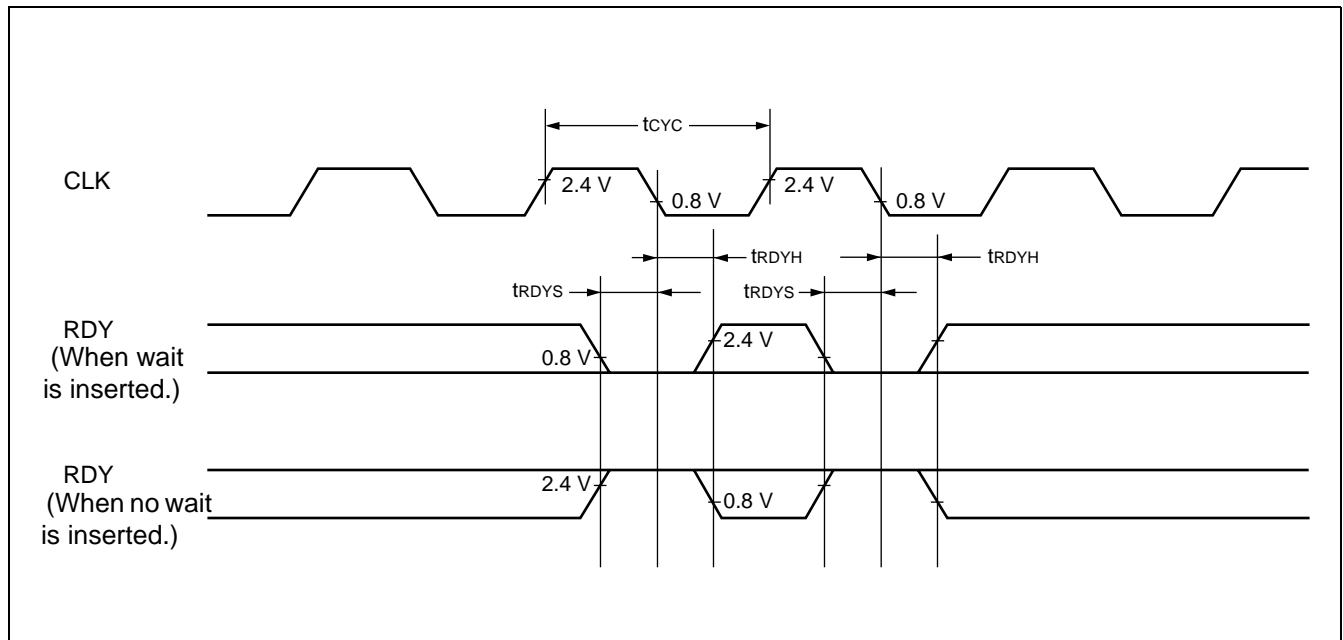 tCYC
CLK
2.4 V
0.8 V
2.4 V
0.8 V
tRDYH
tRDYH
tRDYS
tRDYS
RDY
(When wait
is inserted.)
0.8 V
2.4 V
RDY
(When no wait
is inserted.)
2.4 V
0.8 V